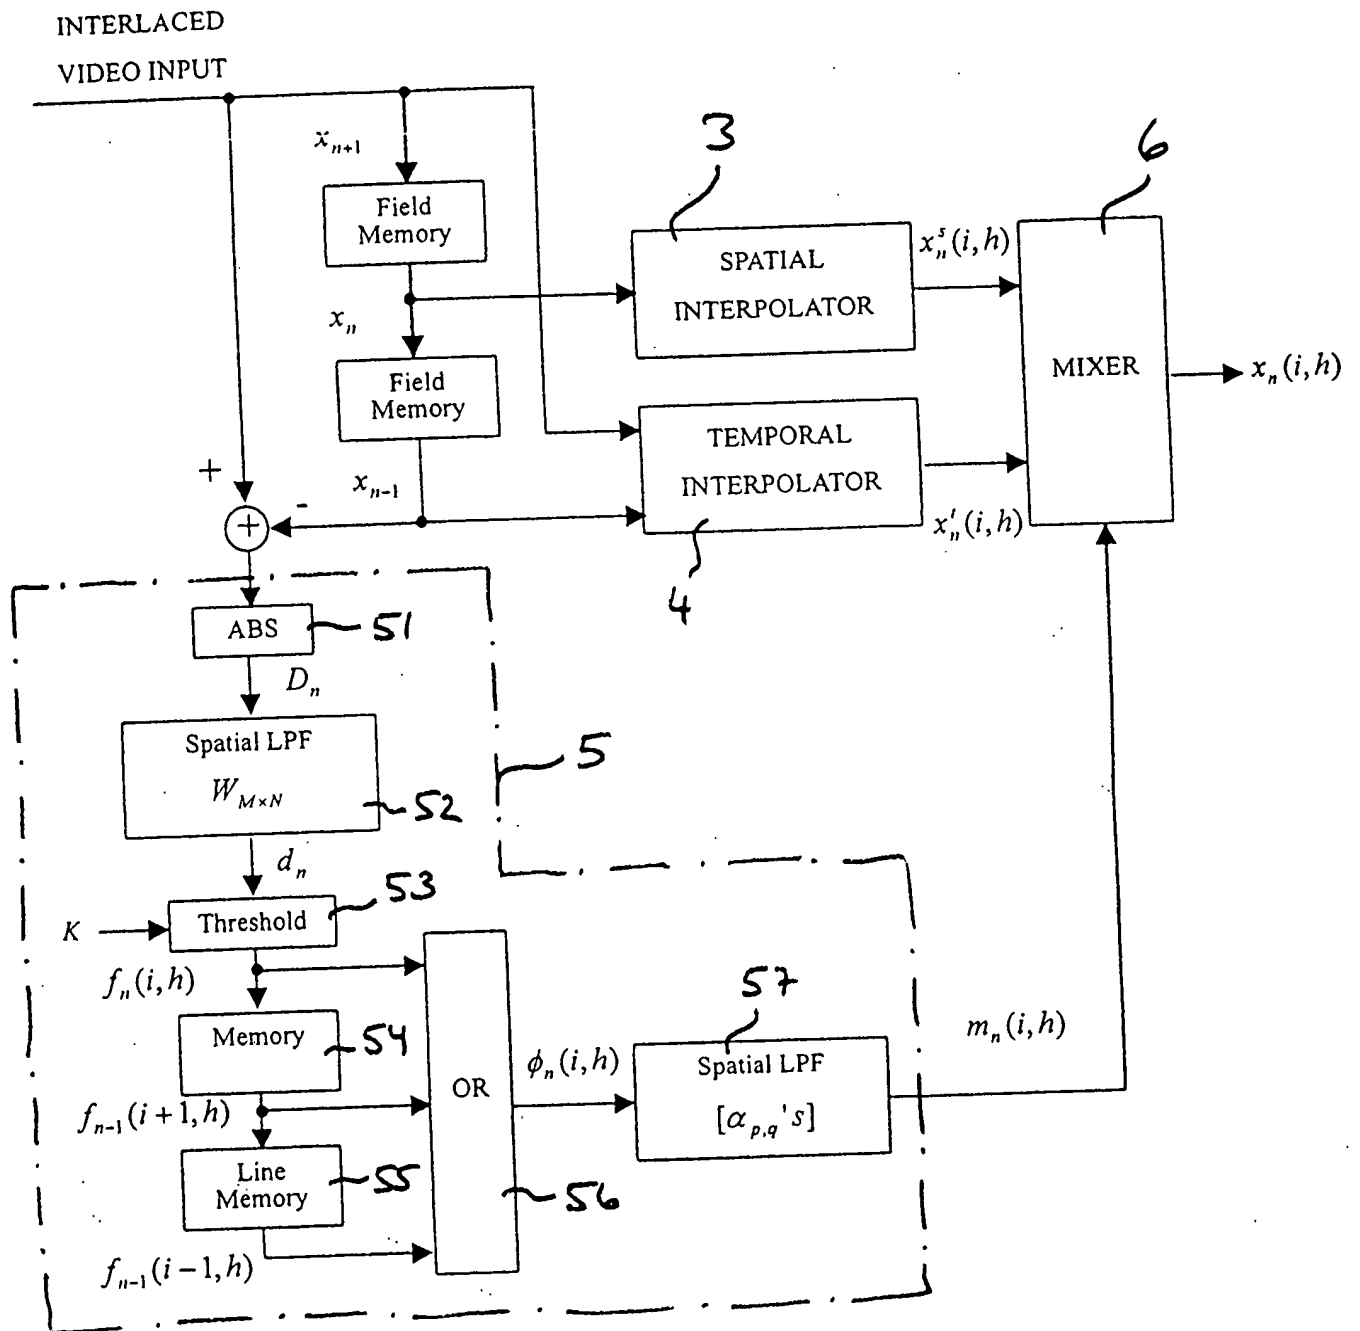 INTERLACED
VIDEO INPUT
x_{n+1}
3
6
Field
Memory
SPATIAL
INTERPOLATOR
x_n^s(i,h)
x_n
MIXER
x_n(i,h)
Field
Memory
TEMPORAL
INTERPOLATOR
+
x_{n-1}
-
+
x_n^t(i,h)
4
ABS
51
D_n
Spatial LPF
W_{M×N}
52
5
d_n
53
K
Threshold
f_n(i,h)
57
Memory
54
OR
ϕ_n(i,h)
Spatial LPF
[α_{p,q}'s]
m_n(i,h)
f_{n-1}(i+1,h)
Line
Memory
55
56
f_{n-1}(i-1,h)